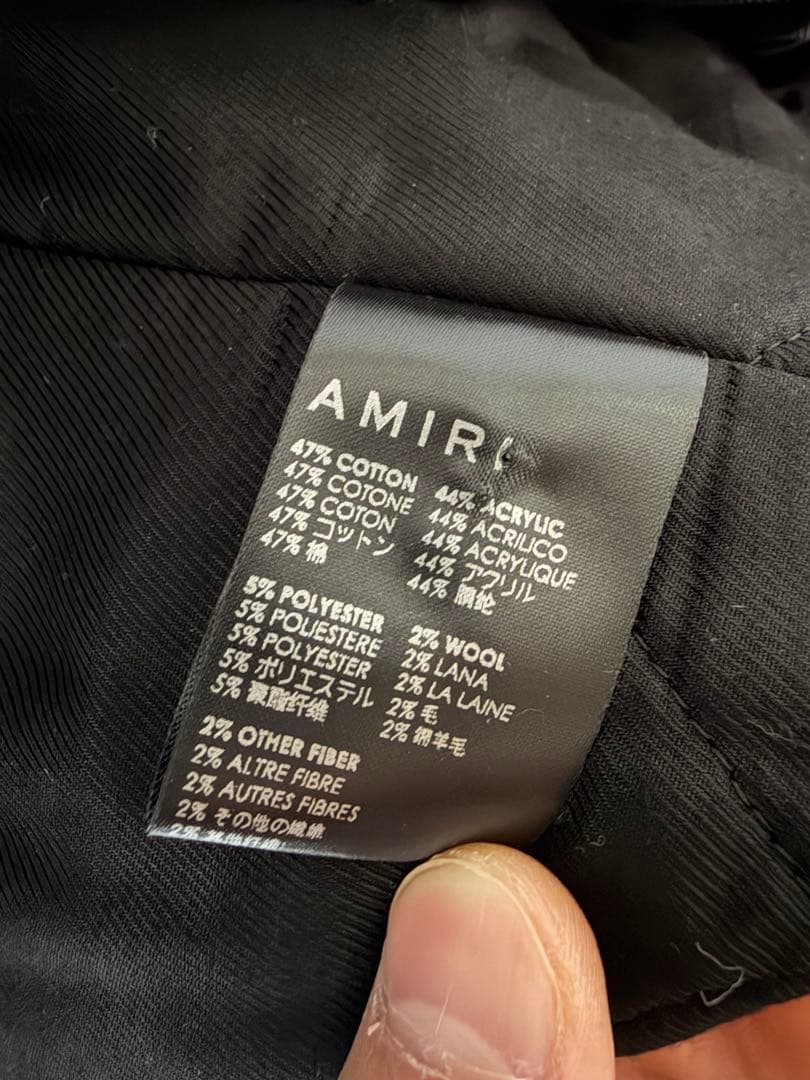 AMIRI
47% COTTON
47% COTONE
47% COTON
47% コットン
47% 棉
44% ACRYLIC
44% ACRILICO
44% ACRYLIQUE
44% アクリル
44% 腈纶
5% POLYESTER
5% POLIESTERE
5% POLYESTER
5% ポリエステル
5% 聚酯纤维
2% WOOL
2% LANA
2% LA LAINE
2% 毛
2% 绵羊毛
2% OTHER FIBER
2% ALTRE FIBRE
2% AUTRES FIBRES
2% その他の繊維
2%